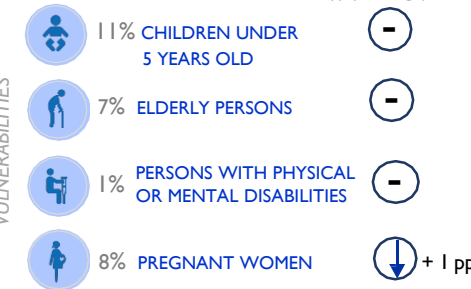 VULNERABILITIES
11% CHILDREN UNDER
5 YEARS OLD
-
7% ELDERLY PERSONS
-
1% PERSONS WITH PHYSICAL
OR MENTAL DISABILITIES
-
8% PREGNANT WOMEN
+ 1 pp